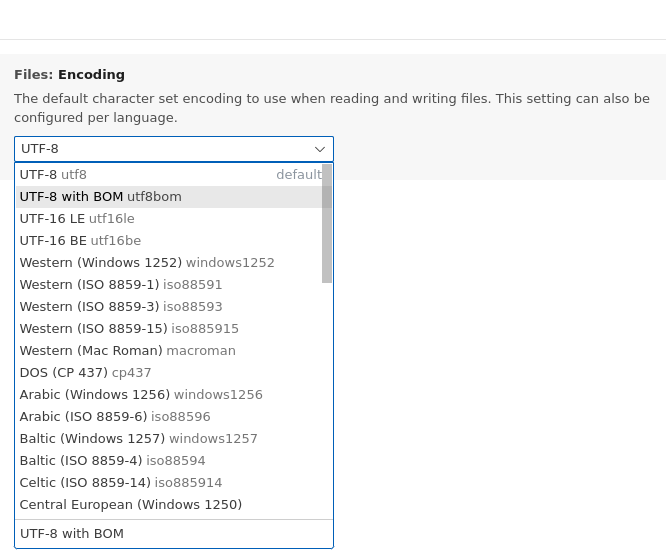 Files: Encoding
The default character set encoding to use when reading and writing files. This setting can also be
configured per language.
UTF-8
UTF-8 utf8 default
UTF-8 with BOM utf8bom
UTF-16 LE utf16le
UTF-16 BE utf16be
Western (Windows 1252) windows1252
Western (ISO 8859-1) iso88591
Western (ISO 8859-3) iso88593
Western (ISO 8859-15) iso885915
Western (Mac Roman) macroman
DOS (CP 437) cp437
Arabic (Windows 1256) windows1256
Arabic (ISO 8859-6) iso88596
Baltic (Windows 1257) windows1257
Baltic (ISO 8859-4) iso88594
Celtic (ISO 8859-14) iso885914
Central European (Windows 1250)
UTF-8 with BOM